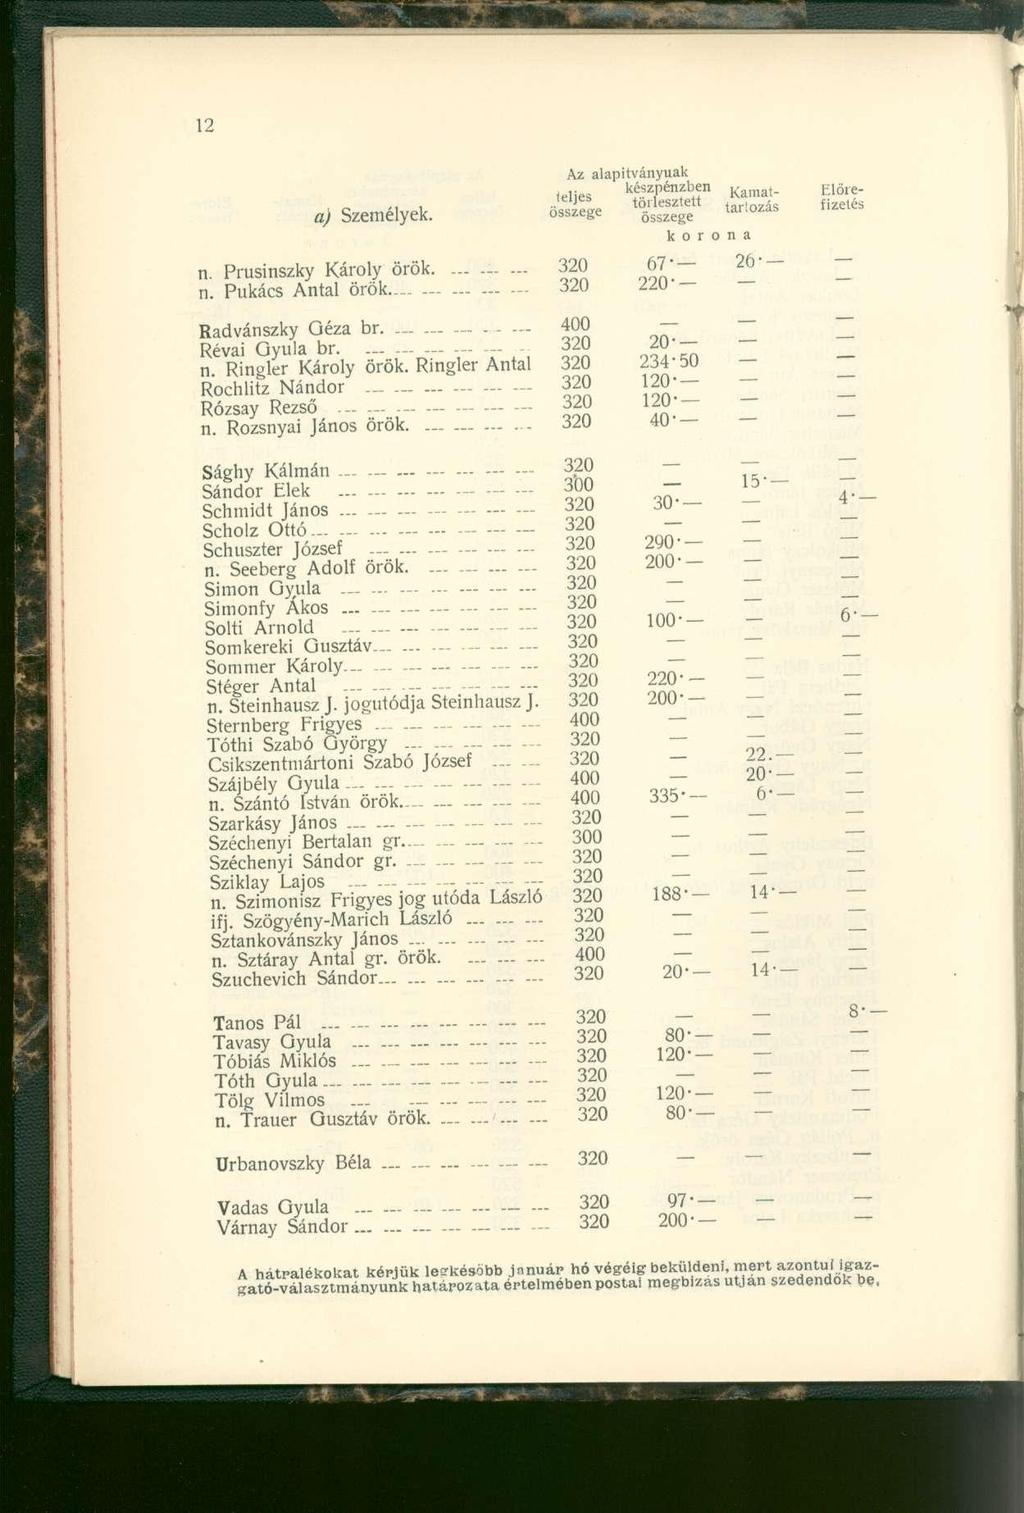 12
Az alapitványuak
teljes összege készpénzben törlesztett összege Kamat-tartozás Előre-fizetés
a) Személyek.
korona
n. Prusinszky Károly örök. 320 67·— 26·— —
n. Pukács Antal örök 320 220·— — —
Radvánszky Géza br. 400 — — —
Révai Gyula br. 320 20·— — —
n. Ringler Károly örök. Ringler Antal 320 234·50 — —
Rochlitz Nándor 320 120·— — —
Rózsay Rezső 320 120·— — —
n. Rozsnyai János örök. 320 40·— — —
Sághy Kálmán 320 — — —
Sándor Elek 300 — 15·— —
Schmidt János 320 30·— — 4·—
Scholz Ottó 320 — — —
Schuszter József 320 290·— — —
n. Seeberg Adolf örök. 320 200·— — —
Simon Gyula 320 — — —
Simonfy Ákos 320 — — —
Solti Arnold 320 100·— — 6·—
Somkereki Gusztáv 320 — — —
Sommer Károly 320 — — —
Stéger Antal 320 220·— — —
n. Steinhausz J. jogutódja Steinhausz J. 320 200·— — —
Sternberg Frigyes 400 — — —
Tóthi Szabó György 320 — — —
Csikszentmártoni Szabó József 320 — 22.— —
Szájbély Gyula 400 — 20·— —
n. Szántó István örök. 400 335·— 6·— —
Szarkásy János 320 — — —
Széchenyi Bertalan gr. 300 — — —
Széchenyi Sándor gr. 320 — — —
Sziklay Lajos 320 — — —
n. Szimonisz Frigyes jog utóda László 320 188·— 14·— —
ifj. Szögyény-Marich László 320 — — —
Sztankovánszky János 320 — — —
n. Sztáray Antal gr. örök. 400 — — —
Szuchevich Sándor 320 20·— 14·— —
Tanos Pál 320 — — 8·—
Tavasy Gyula 320 80·— — —
Tóbiás Miklós 320 120·— — —
Tóth Gyula 320 — — —
Tölg Vilmos 320 120·— — —
n. Trauer Gusztáv örök. 320 80·— — —
Urbanovszky Béla 320 — — —
Vadas Gyula 320 97·— — —
Várnay Sándor 320 200·— — —
A hátralékokat kérjük legkésőbb január hó végéig beküldeni, mert azontul igaz-
gató-választmányunk határozata értelmében postai megbizás utján szedendők be.